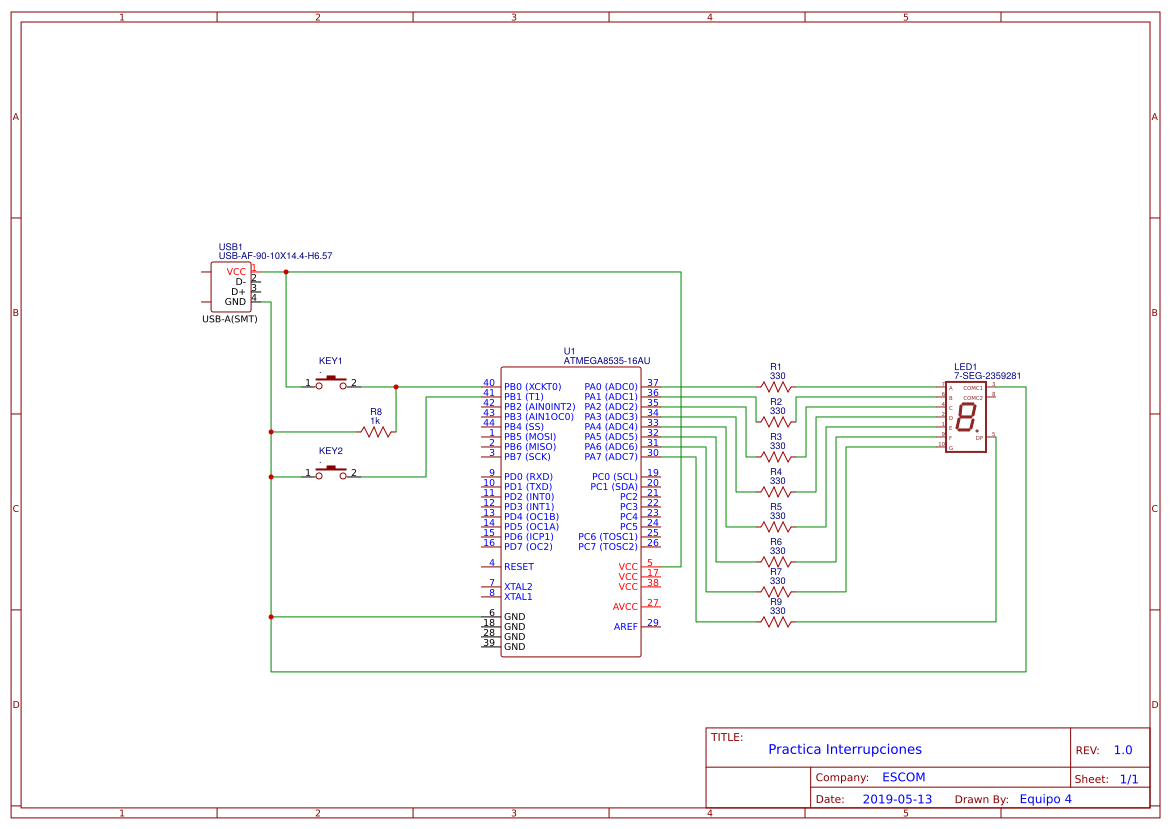 1 2 3 4 5
A A
B B
C C
D D
USB1
USB-AF-90-10X14.4-H6.57
VCC 1
D- 2
D+ 3
GND 4
USB-A(SMT)
KEY1
1 2
R8
1k
KEY2
1 2
U1
ATMEGA8535-16AU
40 PB0 (XCKT0) PA0 (ADC0) 37
41 PB1 (T1) PA1 (ADC1) 36
42 PB2 (AIN0INT2) PA2 (ADC2) 35
43 PB3 (AIN1OC0) PA3 (ADC3) 34
44 PB4 (SS) PA4 (ADC4) 33
1 PB5 (MOSI) PA5 (ADC5) 32
2 PB6 (MISO) PA6 (ADC6) 31
3 PB7 (SCK) PA7 (ADC7) 30
9 PD0 (RXD) PC0 (SCL) 19
10 PD1 (TXD) PC1 (SDA) 20
11 PD2 (INT0) PC2 21
12 PD3 (INT1) PC3 22
13 PD4 (OC1B) PC4 23
14 PD5 (OC1A) PC5 24
15 PD6 (ICP1) PC6 (TOSC1) 25
16 PD7 (OC2) PC7 (TOSC2) 26
4 RESET VCC 5
VCC 17
7 XTAL2 VCC 38
8 XTAL1
AVCC 27
6 GND
18 GND AREF 29
28 GND
39 GND
R1
330
R2
330
R3
330
R4
330
R5
330
R6
330
R7
330
R9
330
LED1
7-SEG-2359281
A COMC1
B COMC2 8
C
D
E
F DP 5
10 G
TITLE:
Practica Interrupciones
REV: 1.0
Company: ESCOM
Sheet: 1/1
Date: 2019-05-13 Drawn By: Equipo 4
1 2 3 4 5